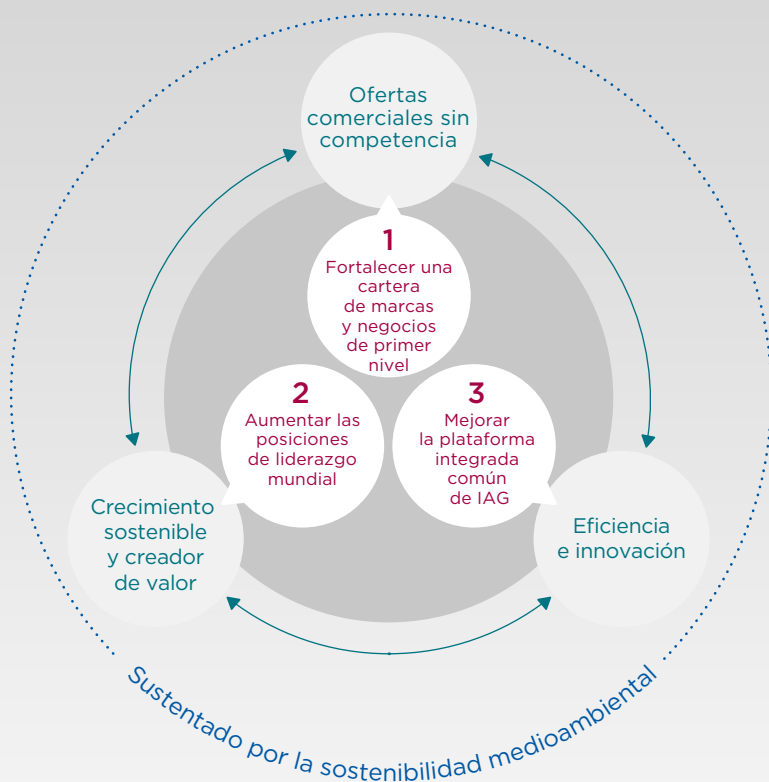 Ofertas
comerciales sin
competencia
1
Fortalecer una
cartera
de marcas
y negocios
de primer
nivel
2
Aumentar las
posiciones
de liderazgo
mundial
3
Mejorar
la plataforma
integrada
común
de IAG
Crecimiento
sostenible
y creador
de valor
Eficiencia
e innovación
Sustentado por la sostenibilidad medioambiental